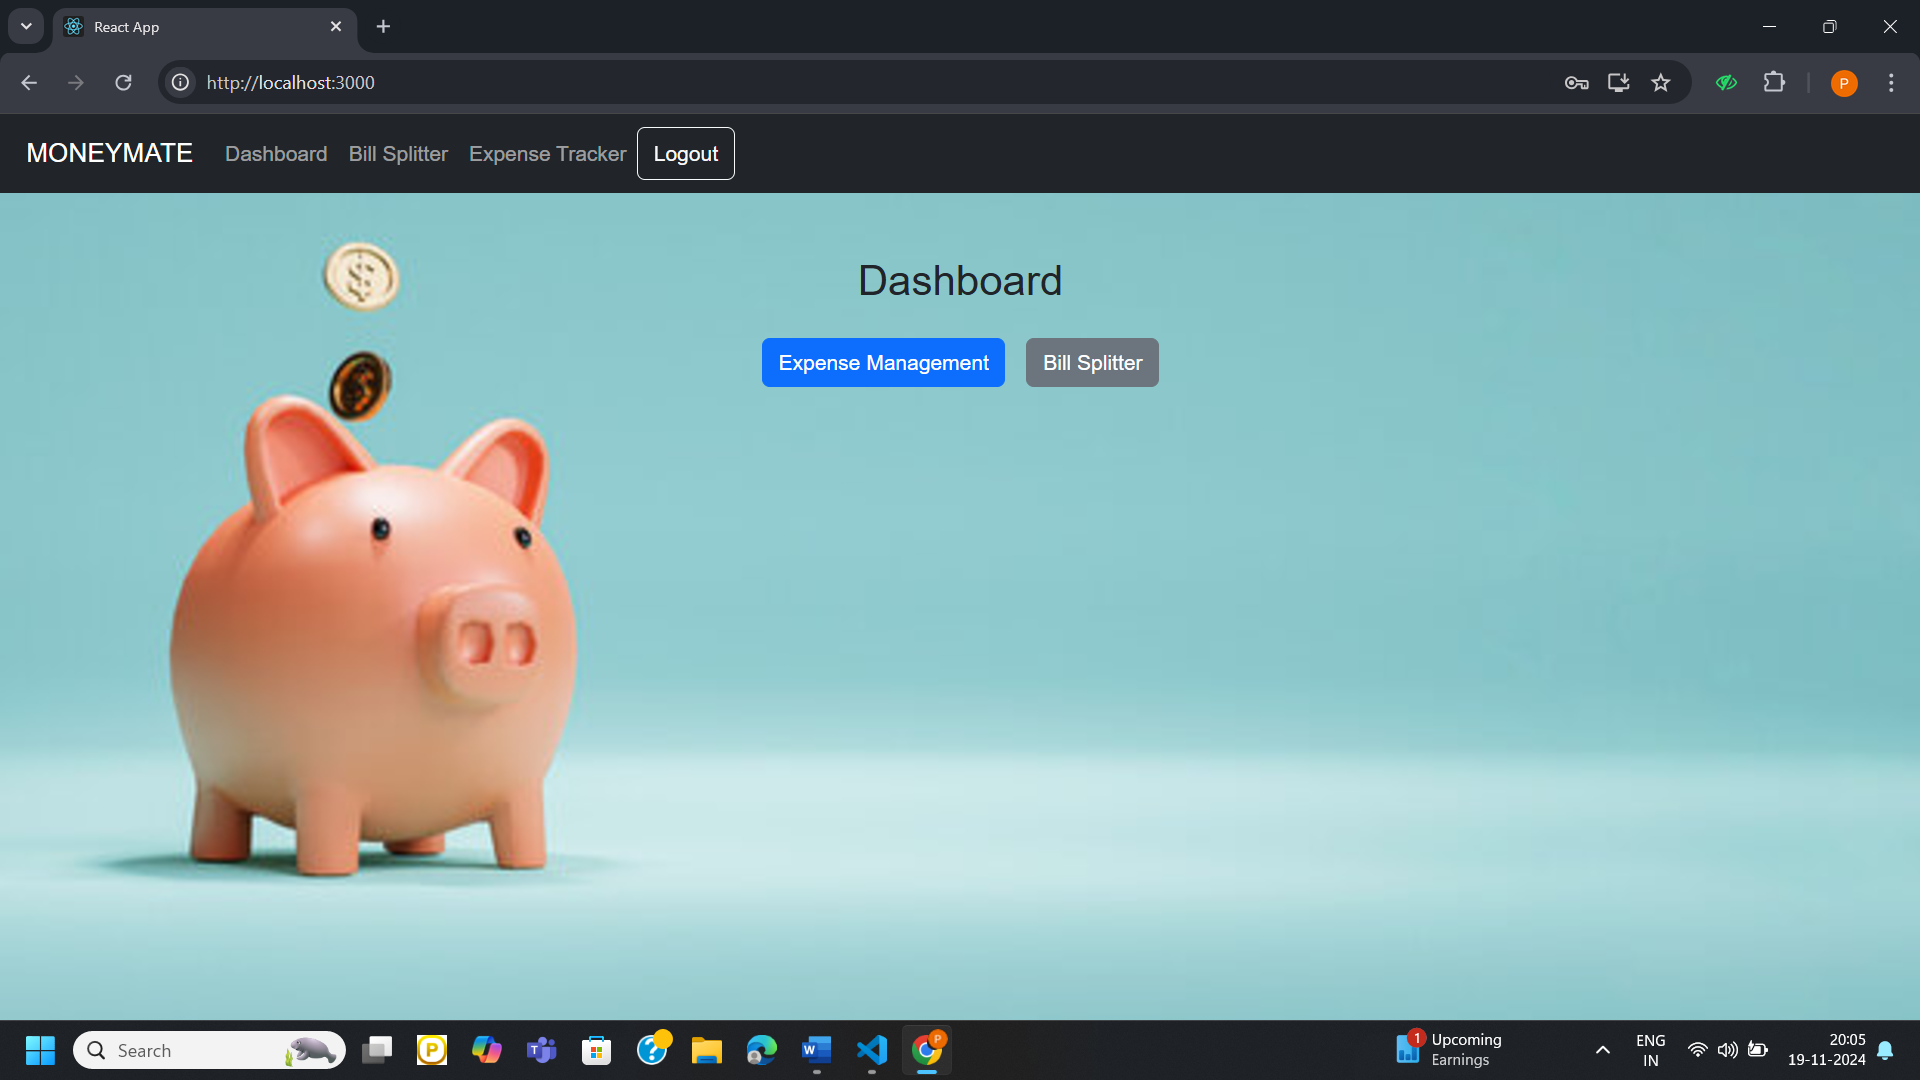 React App
http://localhost:3000
P
MONEYMATE Dashboard Bill Splitter Expense Tracker Logout
Dashboard
Expense Management Bill Splitter
Search
1
Upcoming
Earnings
ENG
IN
20:05
19-11-2024